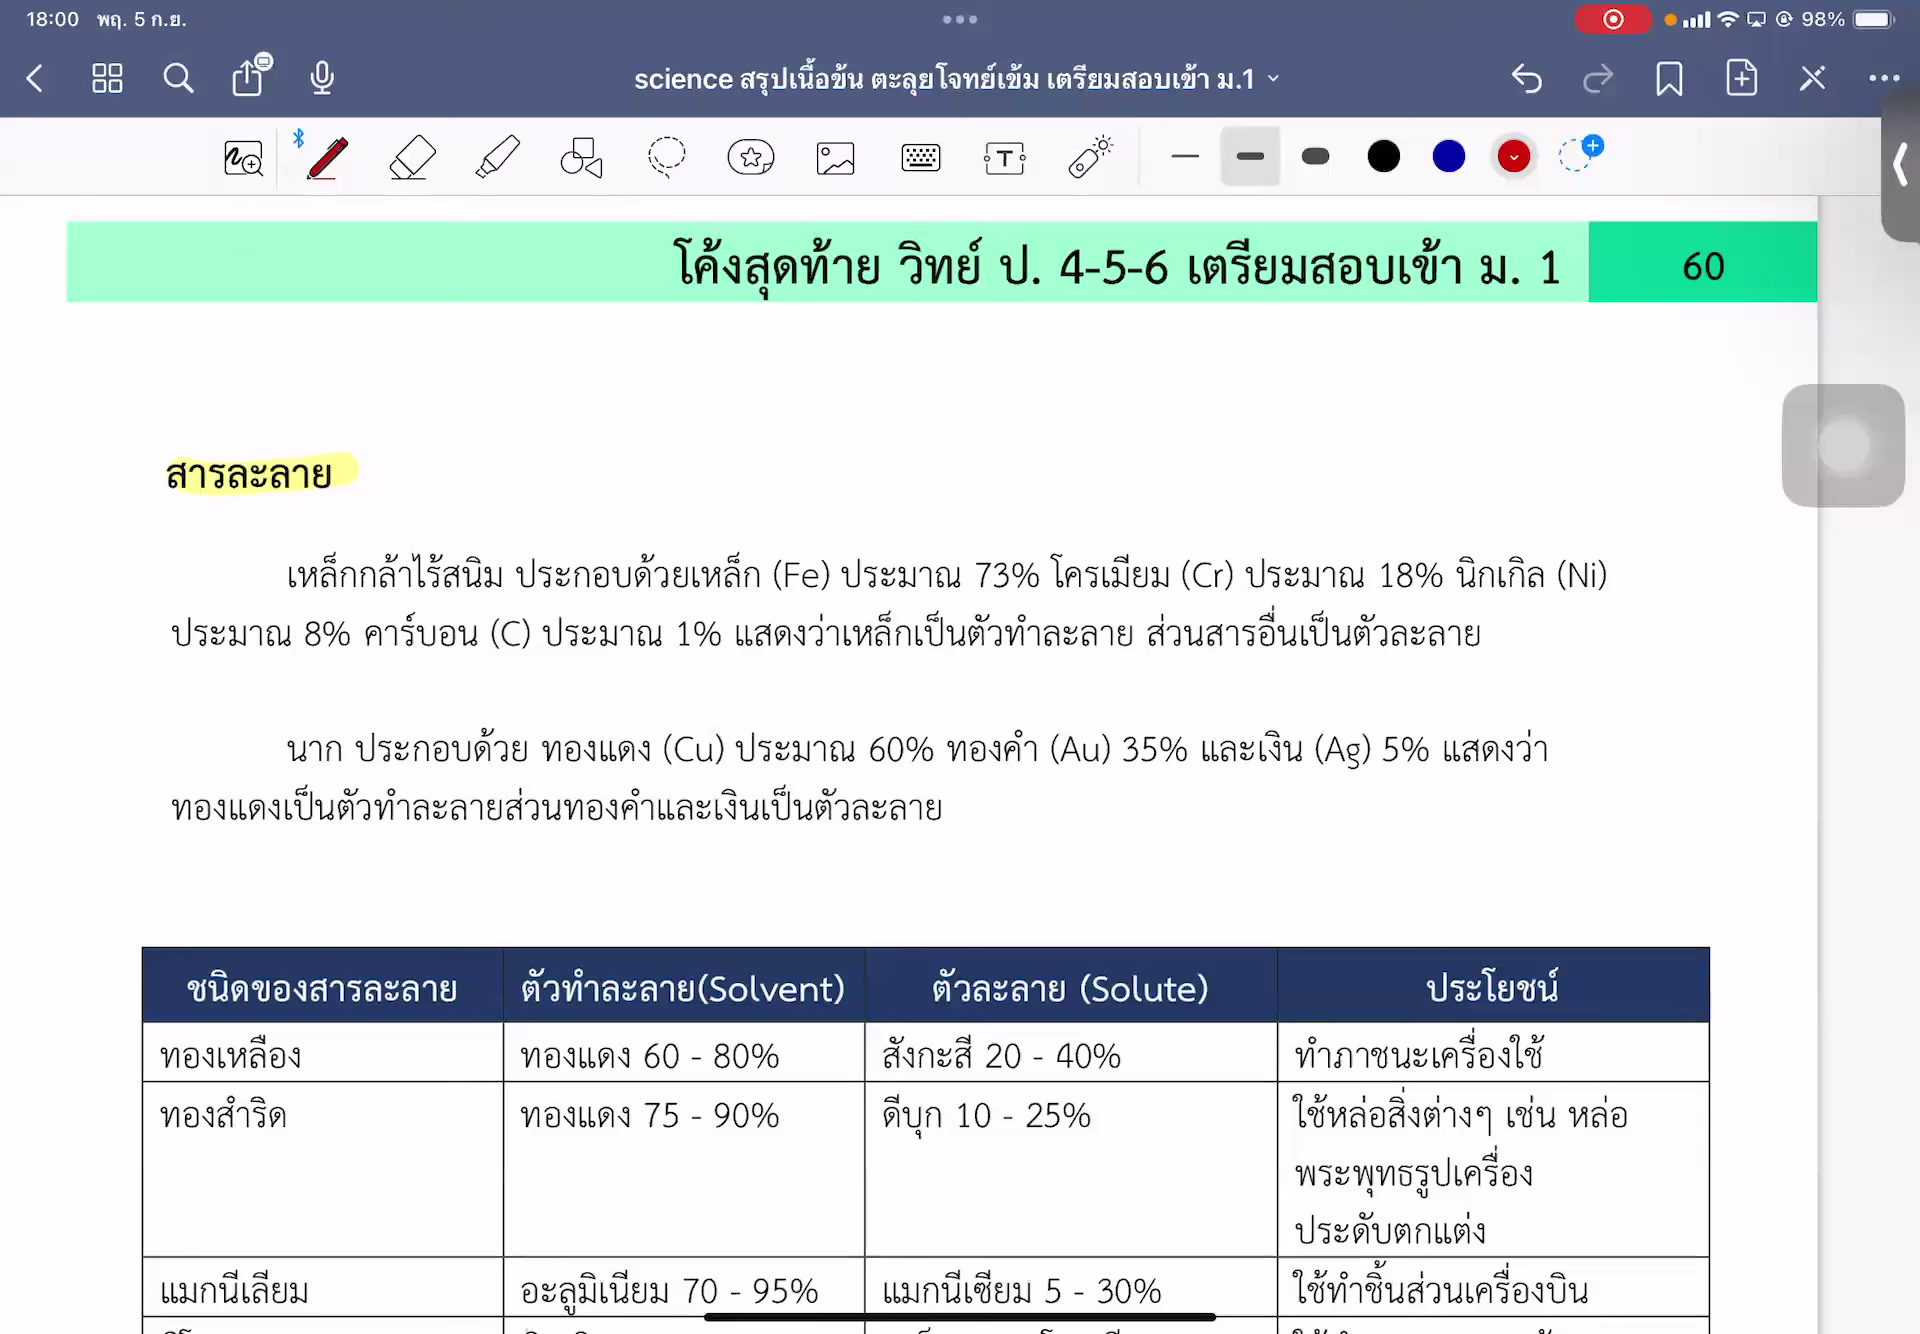 18:00 พฤ. 5 ก.ย.
98%
science สรุปเนื้อข้น ตะลุยโจทย์เข้ม เตรียมสอบเข้า ม.1
โค้งสุดท้าย วิทย์ ป. 4-5-6 เตรียมสอบเข้า ม. 1 60
สารละลาย
เหล็กกล้าไร้สนิม ประกอบด้วยเหล็ก (Fe) ประมาณ 73% โครเมียม (Cr) ประมาณ 18% นิกเกิล (Ni)
ประมาณ 8% คาร์บอน (C) ประมาณ 1% แสดงว่าเหล็กเป็นตัวทำละลาย ส่วนสารอื่นเป็นตัวละลาย
นาก ประกอบด้วย ทองแดง (Cu) ประมาณ 60% ทองคำ (Au) 35% และเงิน (Ag) 5% แสดงว่า
ทองแดงเป็นตัวทำละลายส่วนทองคำและเงินเป็นตัวละลาย
ชนิดของสารละลาย ตัวทำละลาย(Solvent) ตัวละลาย (Solute) ประโยชน์
ทองเหลือง ทองแดง 60 - 80% สังกะสี 20 - 40% ทำภาชนะเครื่องใช้
ทองสำริด ทองแดง 75 - 90% ดีบุก 10 - 25% ใช้หล่อสิ่งต่างๆ เช่น หล่อ
พระพุทธรูปเครื่อง
ประดับตกแต่ง
แมกนีเลียม อะลูมิเนียม 70 - 95% แมกนีเซียม 5 - 30% ใช้ทำชิ้นส่วนเครื่องบิน